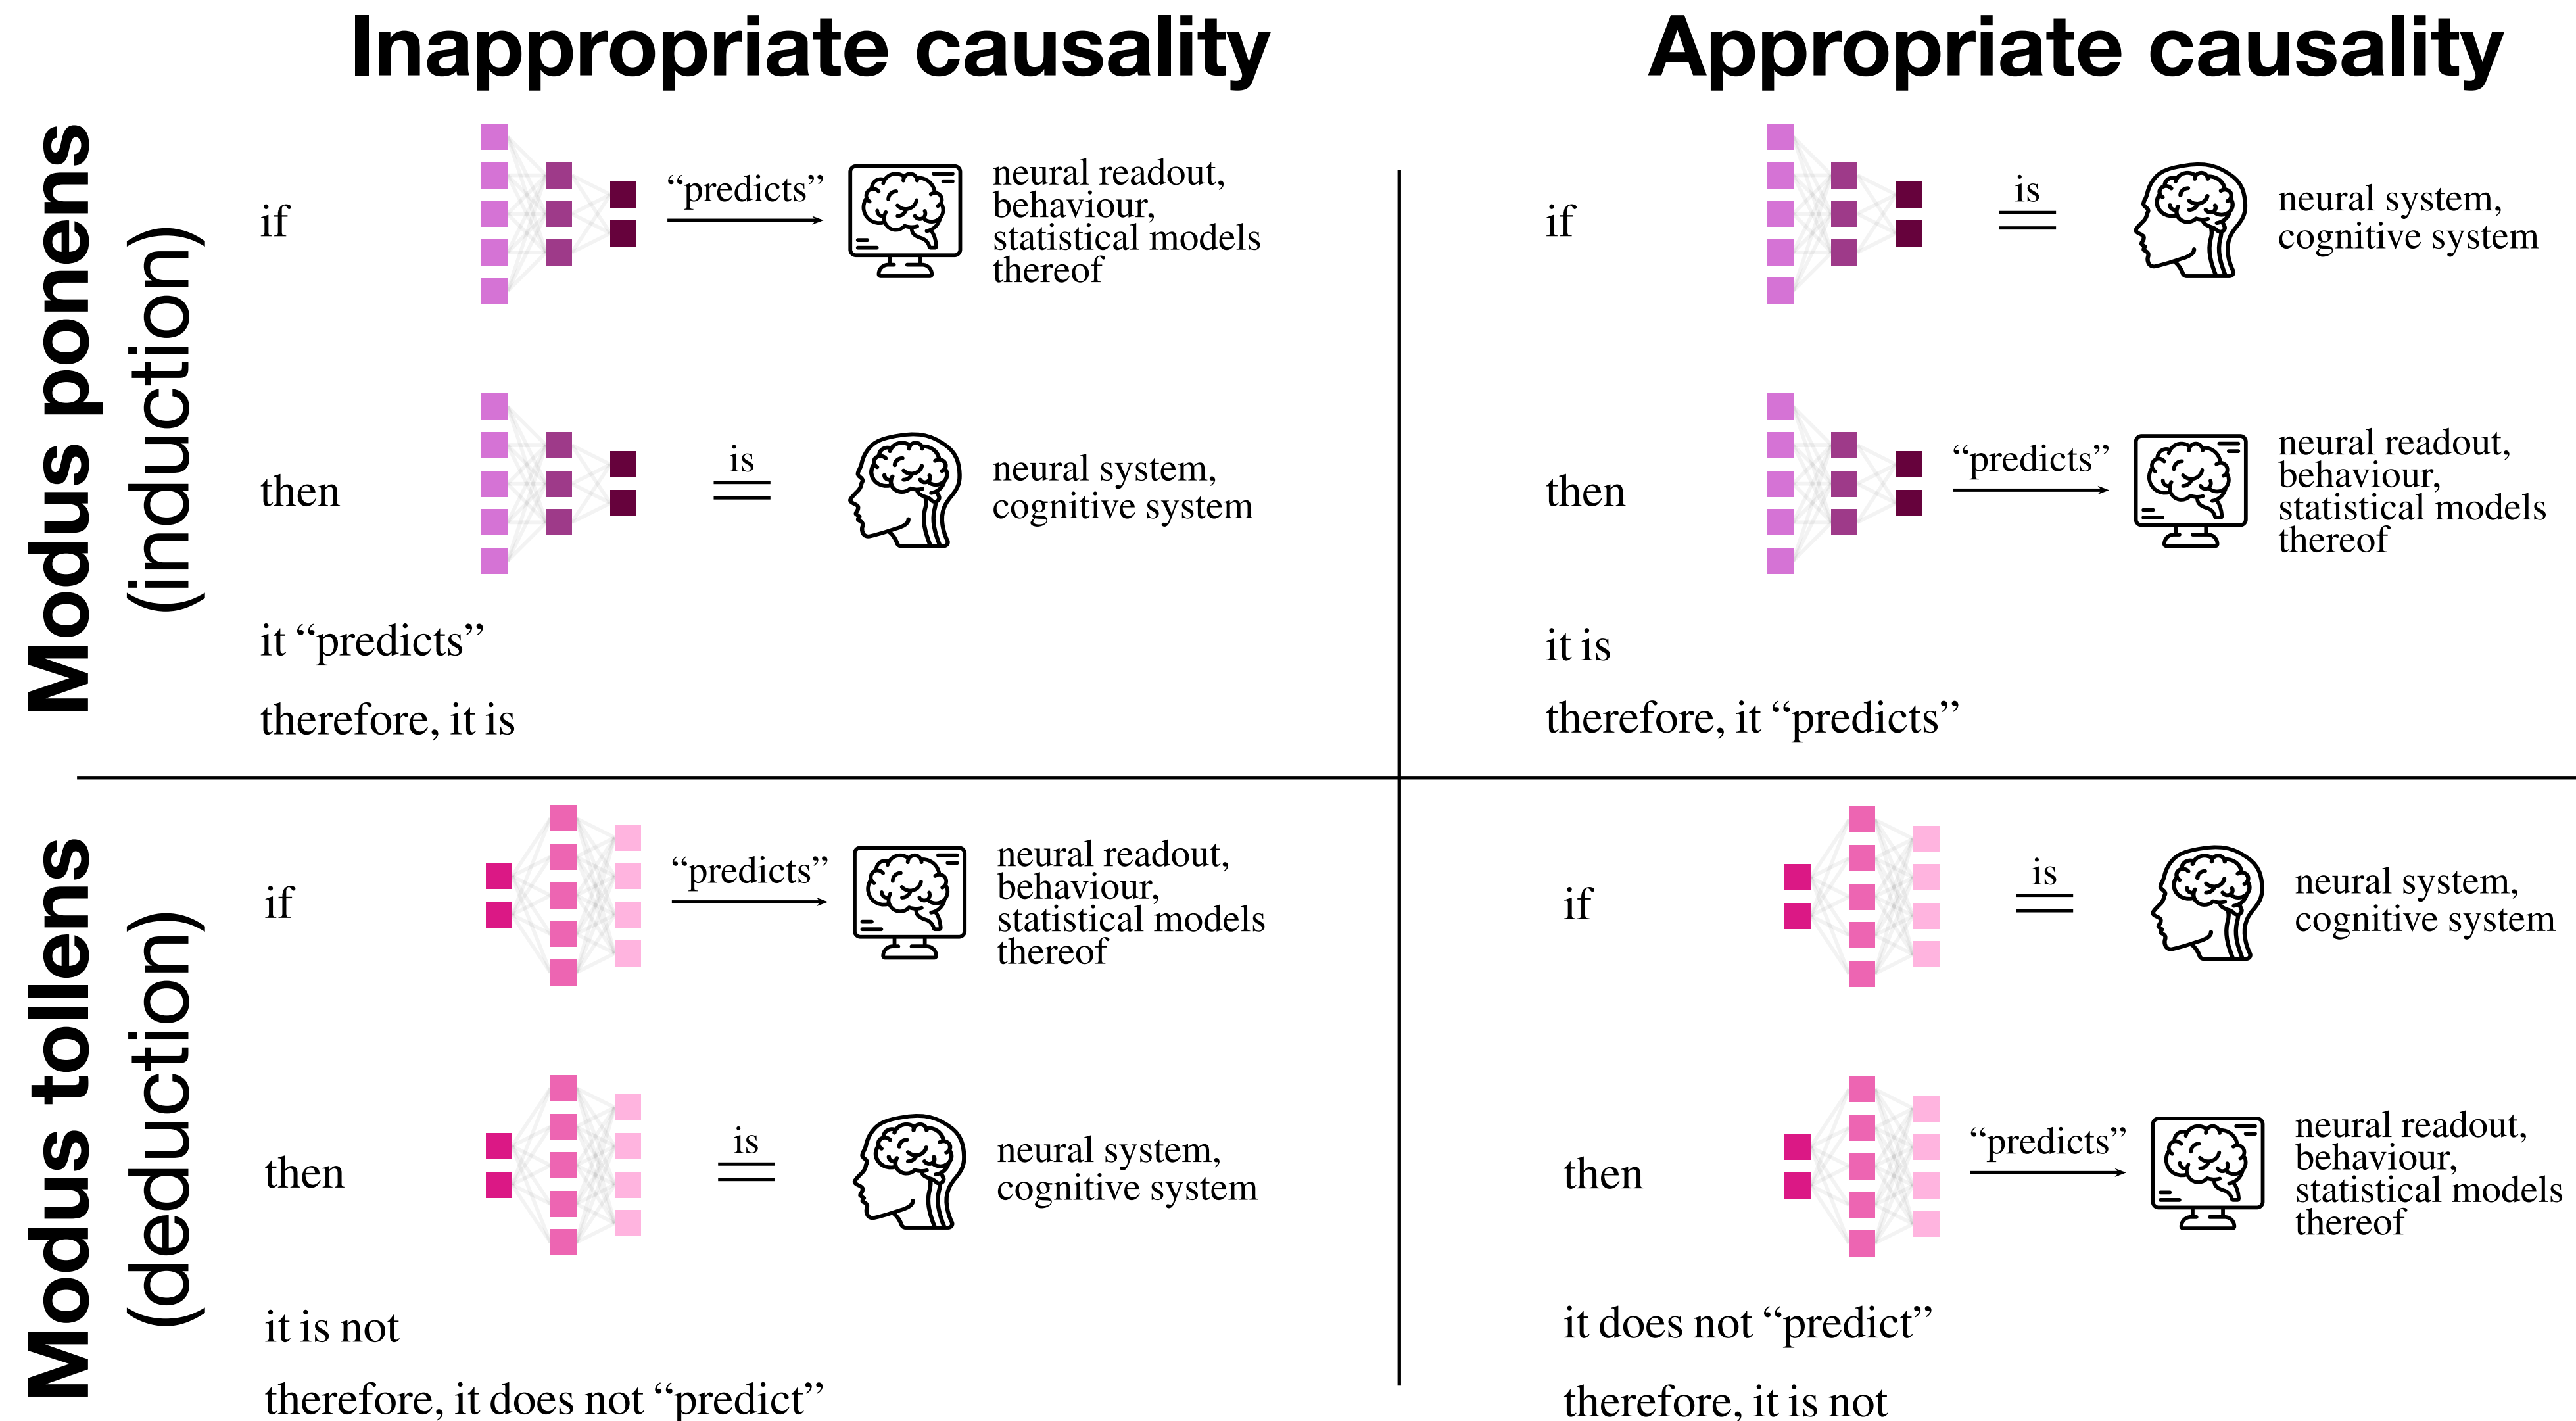 Inappropriate causality
Appropriate causality
Modus ponens
(induction)
if
“predicts”
neural readout,
behaviour,
statistical models
thereof
then
is
neural system,
cognitive system
it “predicts”
therefore, it is
if
is
neural system,
cognitive system
then
“predicts”
neural readout,
behaviour,
statistical models
thereof
it is
therefore, it “predicts”
Modus tollens
(deduction)
if
“predicts”
neural readout,
behaviour,
statistical models
thereof
then
is
neural system,
cognitive system
it is not
therefore, it does not “predict”
if
is
neural system,
cognitive system
then
“predicts”
neural readout,
behaviour,
statistical models
thereof
it does not “predict”
therefore, it is not